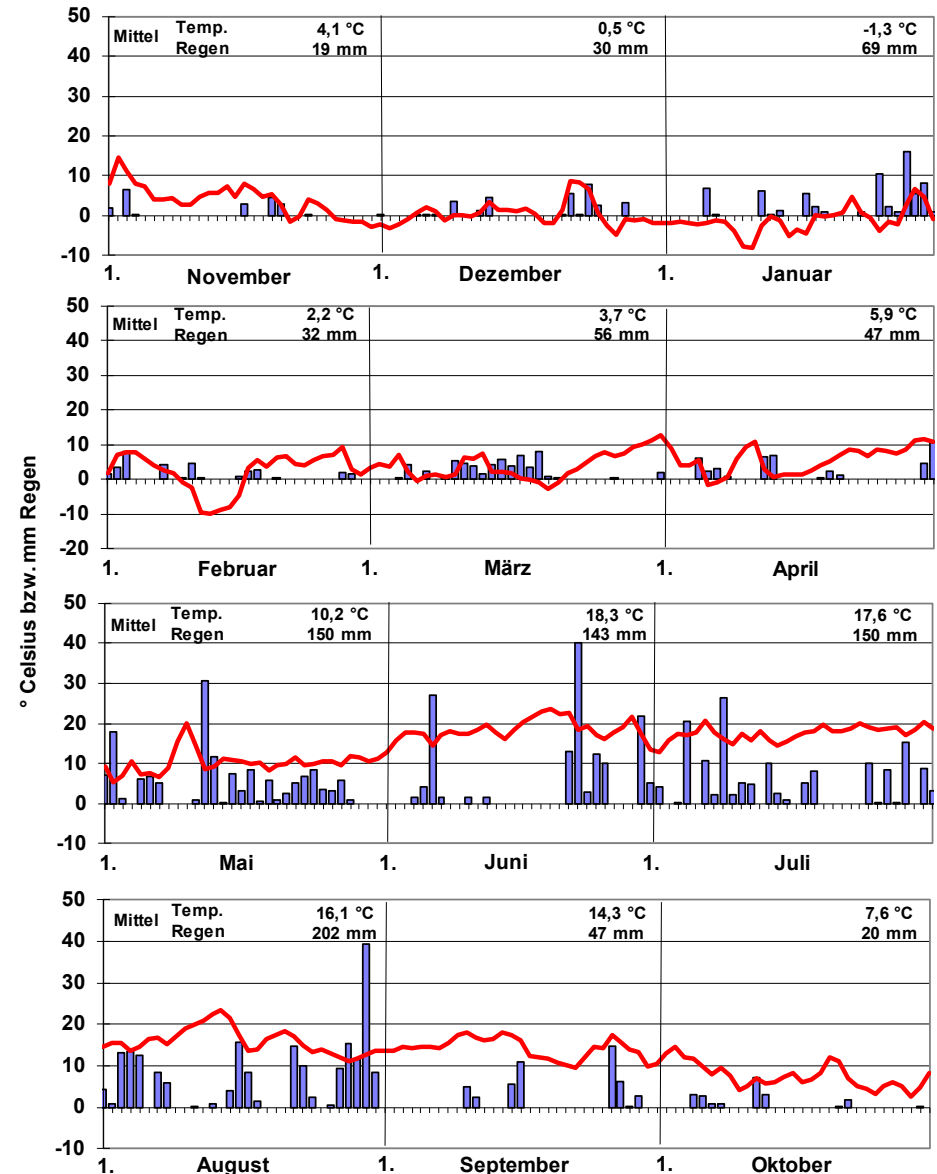 ° Celsius bzw. mm Regen
50
40
30
20
10
0
-10
Mittel Temp. 4,1 °C 0,5 °C -1,3 °C
Regen 19 mm 30 mm 69 mm
1. November 1. Dezember 1. Januar
50
40
30
20
10
0
-10
-20
Mittel Temp. 2,2 °C 3,7 °C 5,9 °C
Regen 32 mm 56 mm 47 mm
1. Februar 1. März 1. April
50
40
30
20
10
0
-10
Mittel Temp. 10,2 °C 18,3 °C 17,6 °C
Regen 150 mm 143 mm 150 mm
1. Mai 1. Juni 1. Juli
50
40
30
20
10
0
-10
Mittel Temp. 16,1 °C 14,3 °C 7,6 °C
Regen 202 mm 47 mm 20 mm
1. August 1. September 1. Oktober